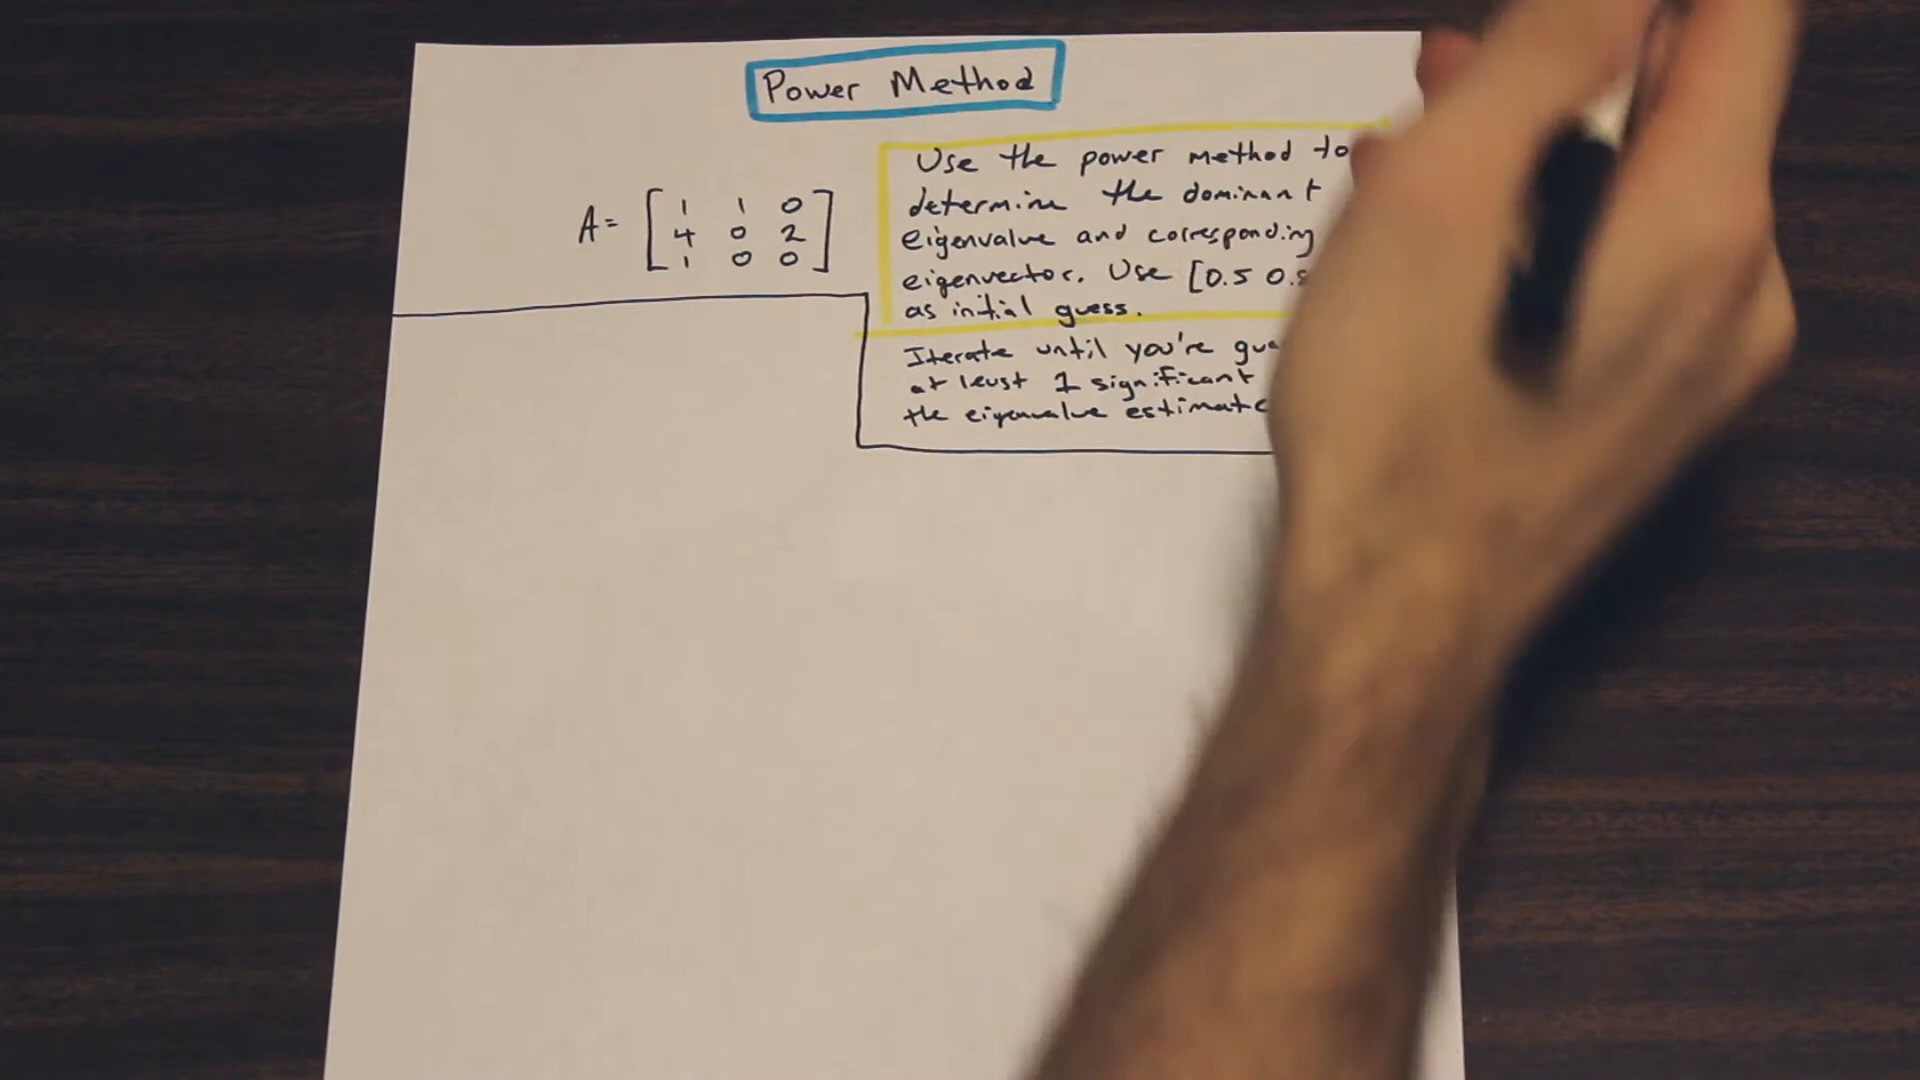 Power Method
A= [ 1 1 0
4 0 2
1 0 0 ]
Use the power method to
determine the dominant
eigenvalue and corresponding
eigenvector. Use [0.5 0.
as initial guess.
Iterate until you're
at least 1 significant
the eigenvalue estimate